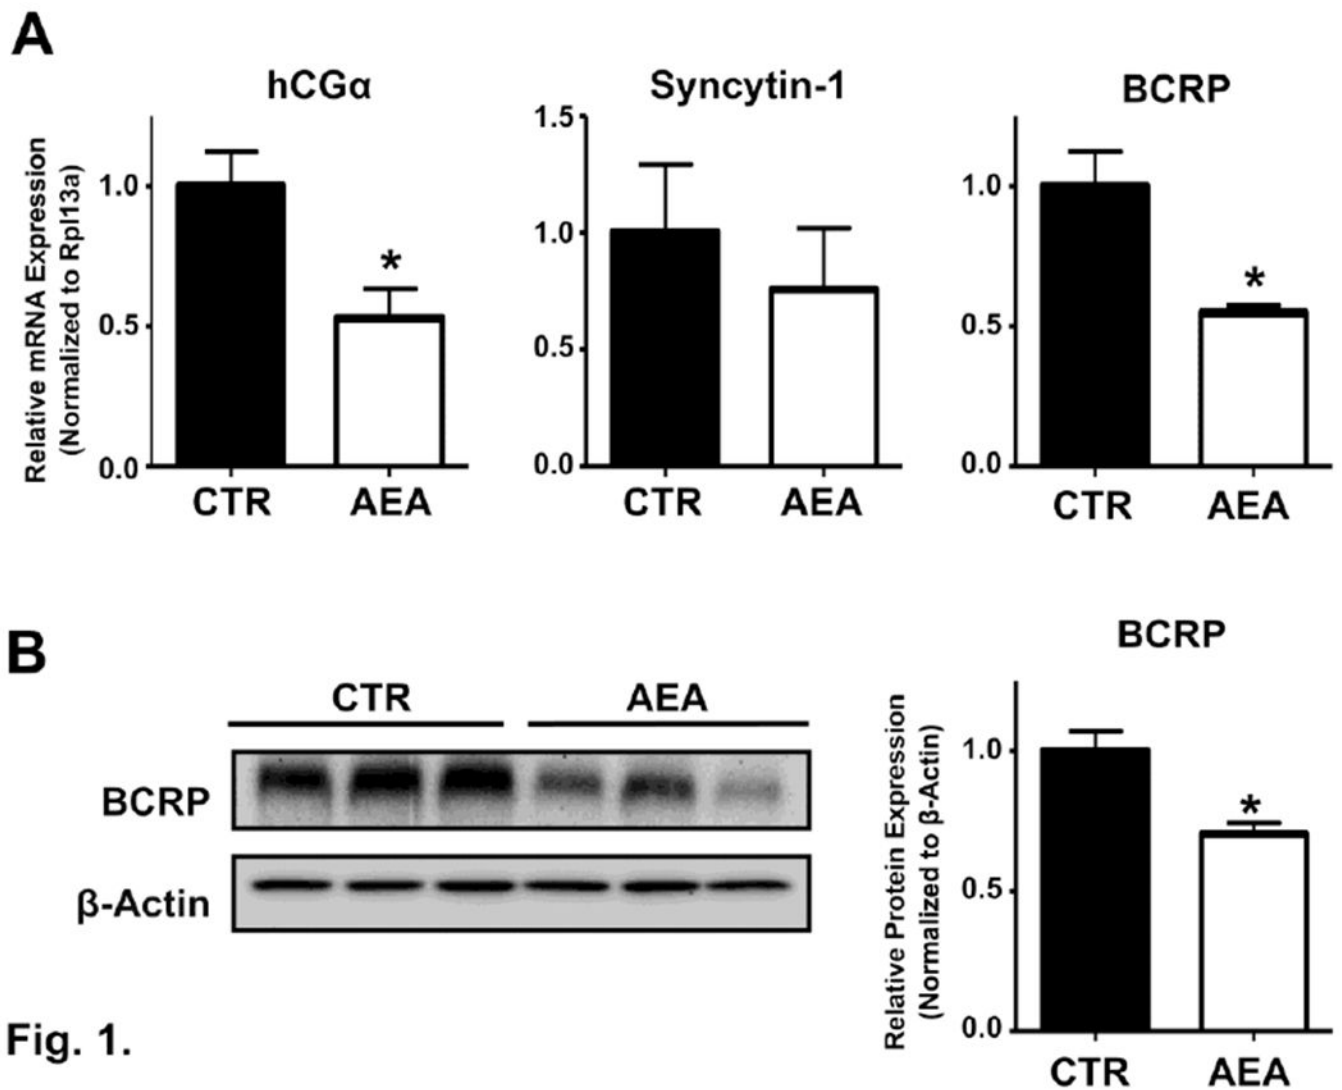 A
hCGα
Syncytin-1
BCRP
Relative mRNA Expression
(Normalized to Rpl13a)
1.0
0.5
0.0
*
CTR AEA
1.5
1.0
0.5
0.0
CTR AEA
1.0
0.5
0.0
*
CTR AEA
B
CTR AEA
BCRP
β-Actin
BCRP
Relative Protein Expression
(Normalized to β-Actin)
1.0
0.5
0.0
*
CTR AEA
Fig. 1.